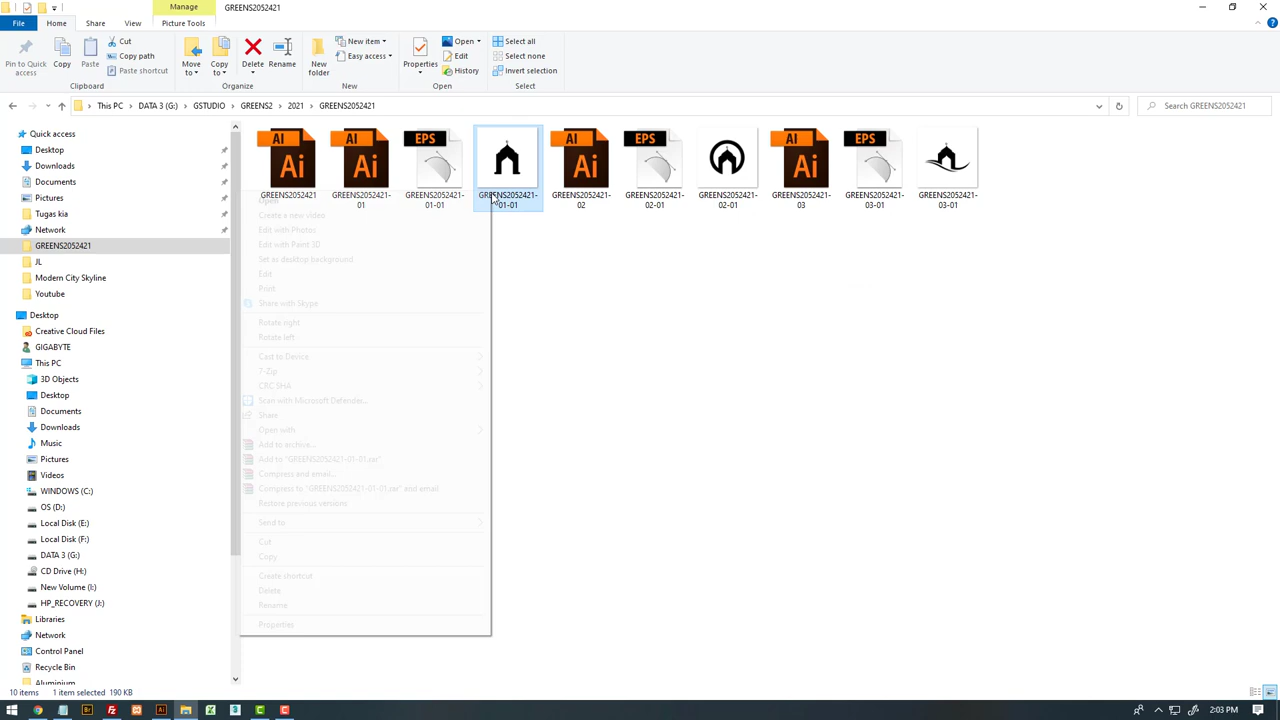 Manage
GREENS2052421
File
Home
Share
View
Picture Tools
Pin to Quick access
Copy
Paste
Cut
Copy path
Paste shortcut
Clipboard
Move to
Copy to
Delete
Rename
Organize
New folder
New item
Easy access
New
Properties
Open
Edit
History
Open
Select all
Select none
Invert selection
Select
This PC
DATA 3 (G:)
GSTUDIO
GREENS2
2021
GREENS2052421
Search GREENS2052421
Quick access
Desktop
Downloads
Documents
Pictures
Tugas kia
Network
GREENS2052421
JL
Modern City Skyline
Youtube
Desktop
Creative Cloud Files
GIGABYTE
This PC
3D Objects
Desktop
Documents
Downloads
Music
Pictures
Videos
WINDOWS (C:)
OS (D:)
Local Disk (E:)
Local Disk (F:)
DATA 3 (G:)
CD Drive (H:)
New Volume (I:)
HP_RECOVERY (J:)
Libraries
Network
Control Panel
Recycle Bin
Aluminium
AI
Ai
GREENS2052421
AI
Ai
GREENS2052421-
01
EPS
GREENS2052421-
01-01
GREENS2052421-
01-01
AI
Ai
GREENS2052421-
02
EPS
GREENS2052421-
02-01
GREENS2052421-
02-01
AI
Ai
GREENS2052421-
03
EPS
GREENS2052421-
03-01
GREENS2052421-
03-01
Open
Create a new video
Edit with Photos
Edit with Paint 3D
Set as desktop background
Edit
Print
Share with Skype
Rotate right
Rotate left
Cast to Device
7-Zip
CRC SHA
Scan with Microsoft Defender...
Share
Open with
Add to archive...
Add to "GREENS2052421-01-01.rar"
Compress and email...
Compress to "GREENS2052421-01-01.rar" and email
Restore previous versions
Send to
Cut
Copy
Create shortcut
Delete
Rename
Properties
10 items
1 item selected 190 KB
2:03 PM